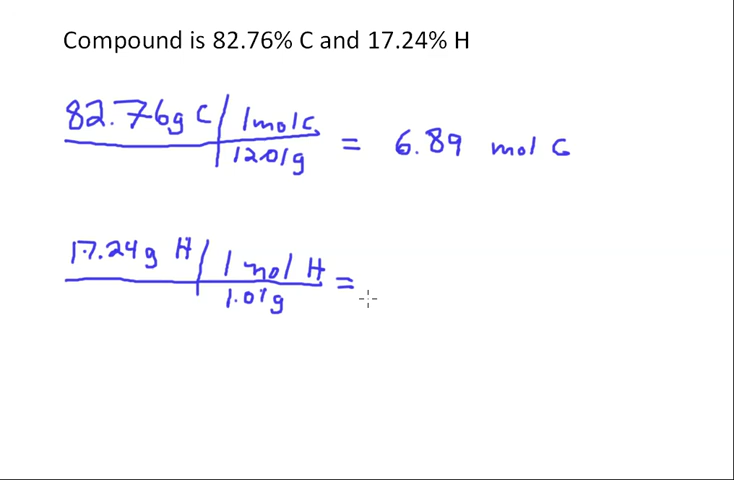 Compound is 82.76% C and 17.24% H
82.76g C / 1 mol C
12.01g = 6.89 mol C
17.24g H / 1 mol H =
1.01g